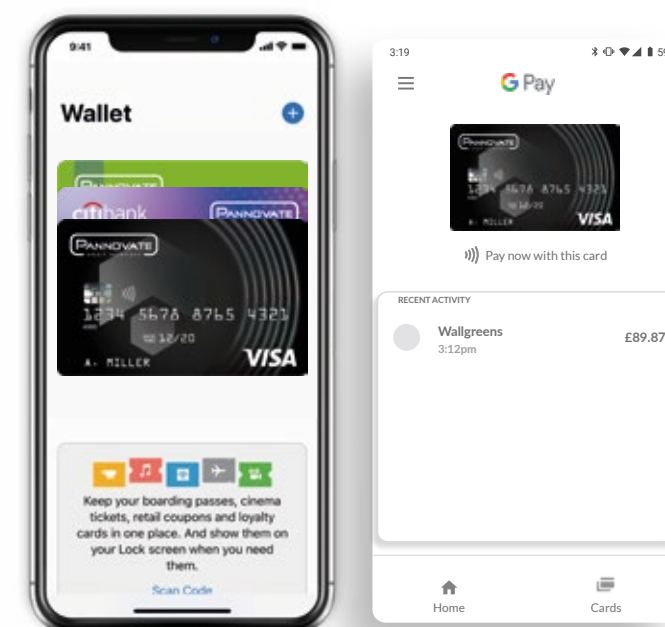 9:41
Wallet
PANNOVATE
citibank
PANNOVATE
PANNOVATE
1234 5678 8765 4321
12/20
A. MILLER
VISA
Keep your boarding passes, cinema
tickets, retail coupons and loyalty
cards in one place. And show them on
your Lock screen when you need
them.
Scan Code
3:19
59
G Pay
PANNOVATE
1234 5678 8765 4321
12/20
A. MILLER
VISA
Pay now with this card
RECENT ACTIVITY
Wallgreens
£89.87
3:12pm
Home
Cards